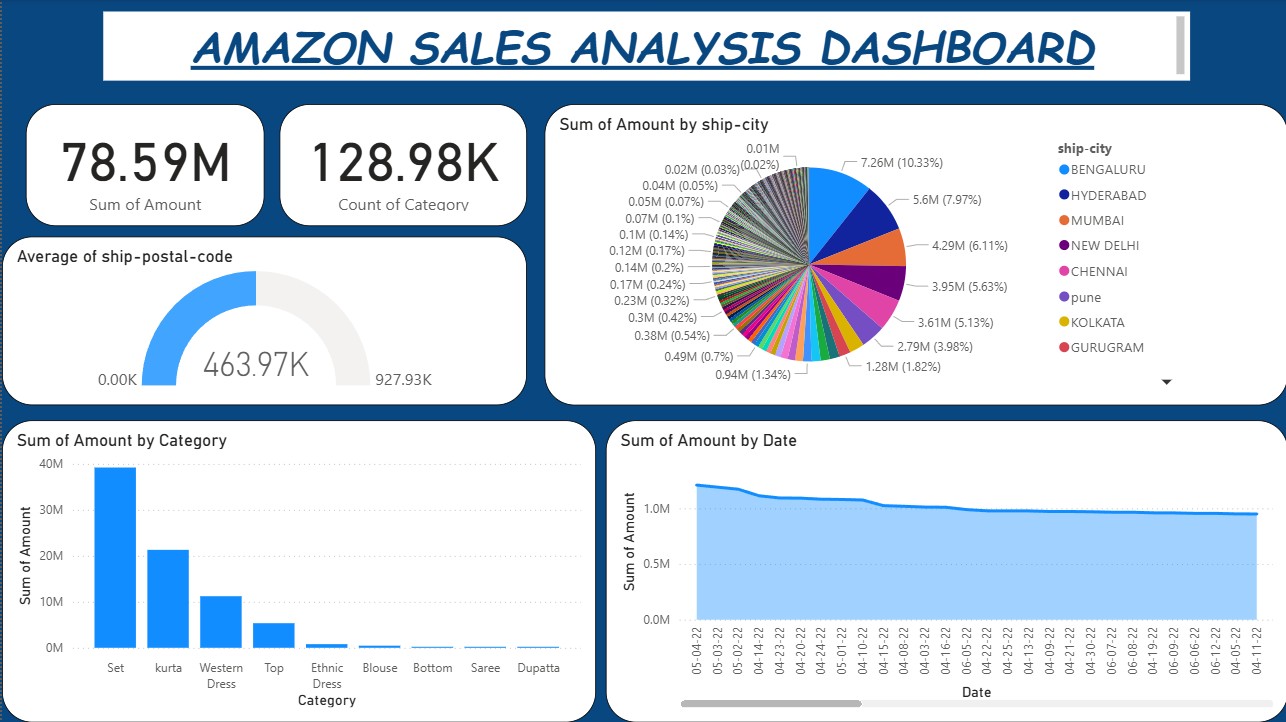 AMAZON SALES ANALYSIS DASHBOARD
78.59M
Sum of Amount
128.98K
Count of Category
Average of ship-postal-code
463.97K
0.00K
927.93K
Sum of Amount by ship-city
0.01M
(0.02%)
0.02M (0.03%)
0.04M (0.05%)
0.05M (0.07%)
0.07M (0.1%)
0.1M (0.14%)
0.12M (0.17%)
0.14M (0.2%)
0.17M (0.24%)
0.23M (0.32%)
0.3M (0.42%)
0.38M (0.54%)
0.49M (0.7%)
0.94M (1.34%)
7.26M (10.33%)
5.6M (7.97%)
4.29M (6.11%)
3.95M (5.63%)
3.61M (5.13%)
2.79M (3.98%)
1.28M (1.82%)
ship-city
BENGALURU
HYDERABAD
MUMBAI
NEW DELHI
CHENNAI
pune
KOLKATA
GURUGRAM
Sum of Amount by Category
Sum of Amount
40M
30M
20M
10M
0M
Set
kurta
Western
Dress
Top
Ethnic
Dress
Blouse
Bottom
Saree
Dupatta
Category
Sum of Amount by Date
Sum of Amount
1.0M
0.5M
0.0M
05-04-22
05-03-22
05-02-22
04-14-22
04-23-22
04-20-22
04-24-22
05-01-22
04-10-22
04-15-22
04-08-22
04-03-22
04-16-22
06-05-22
04-22-22
04-25-22
04-13-22
04-09-22
04-21-22
04-30-22
06-07-22
06-08-22
04-19-22
06-09-22
06-06-22
06-12-22
04-05-22
04-11-22
Date